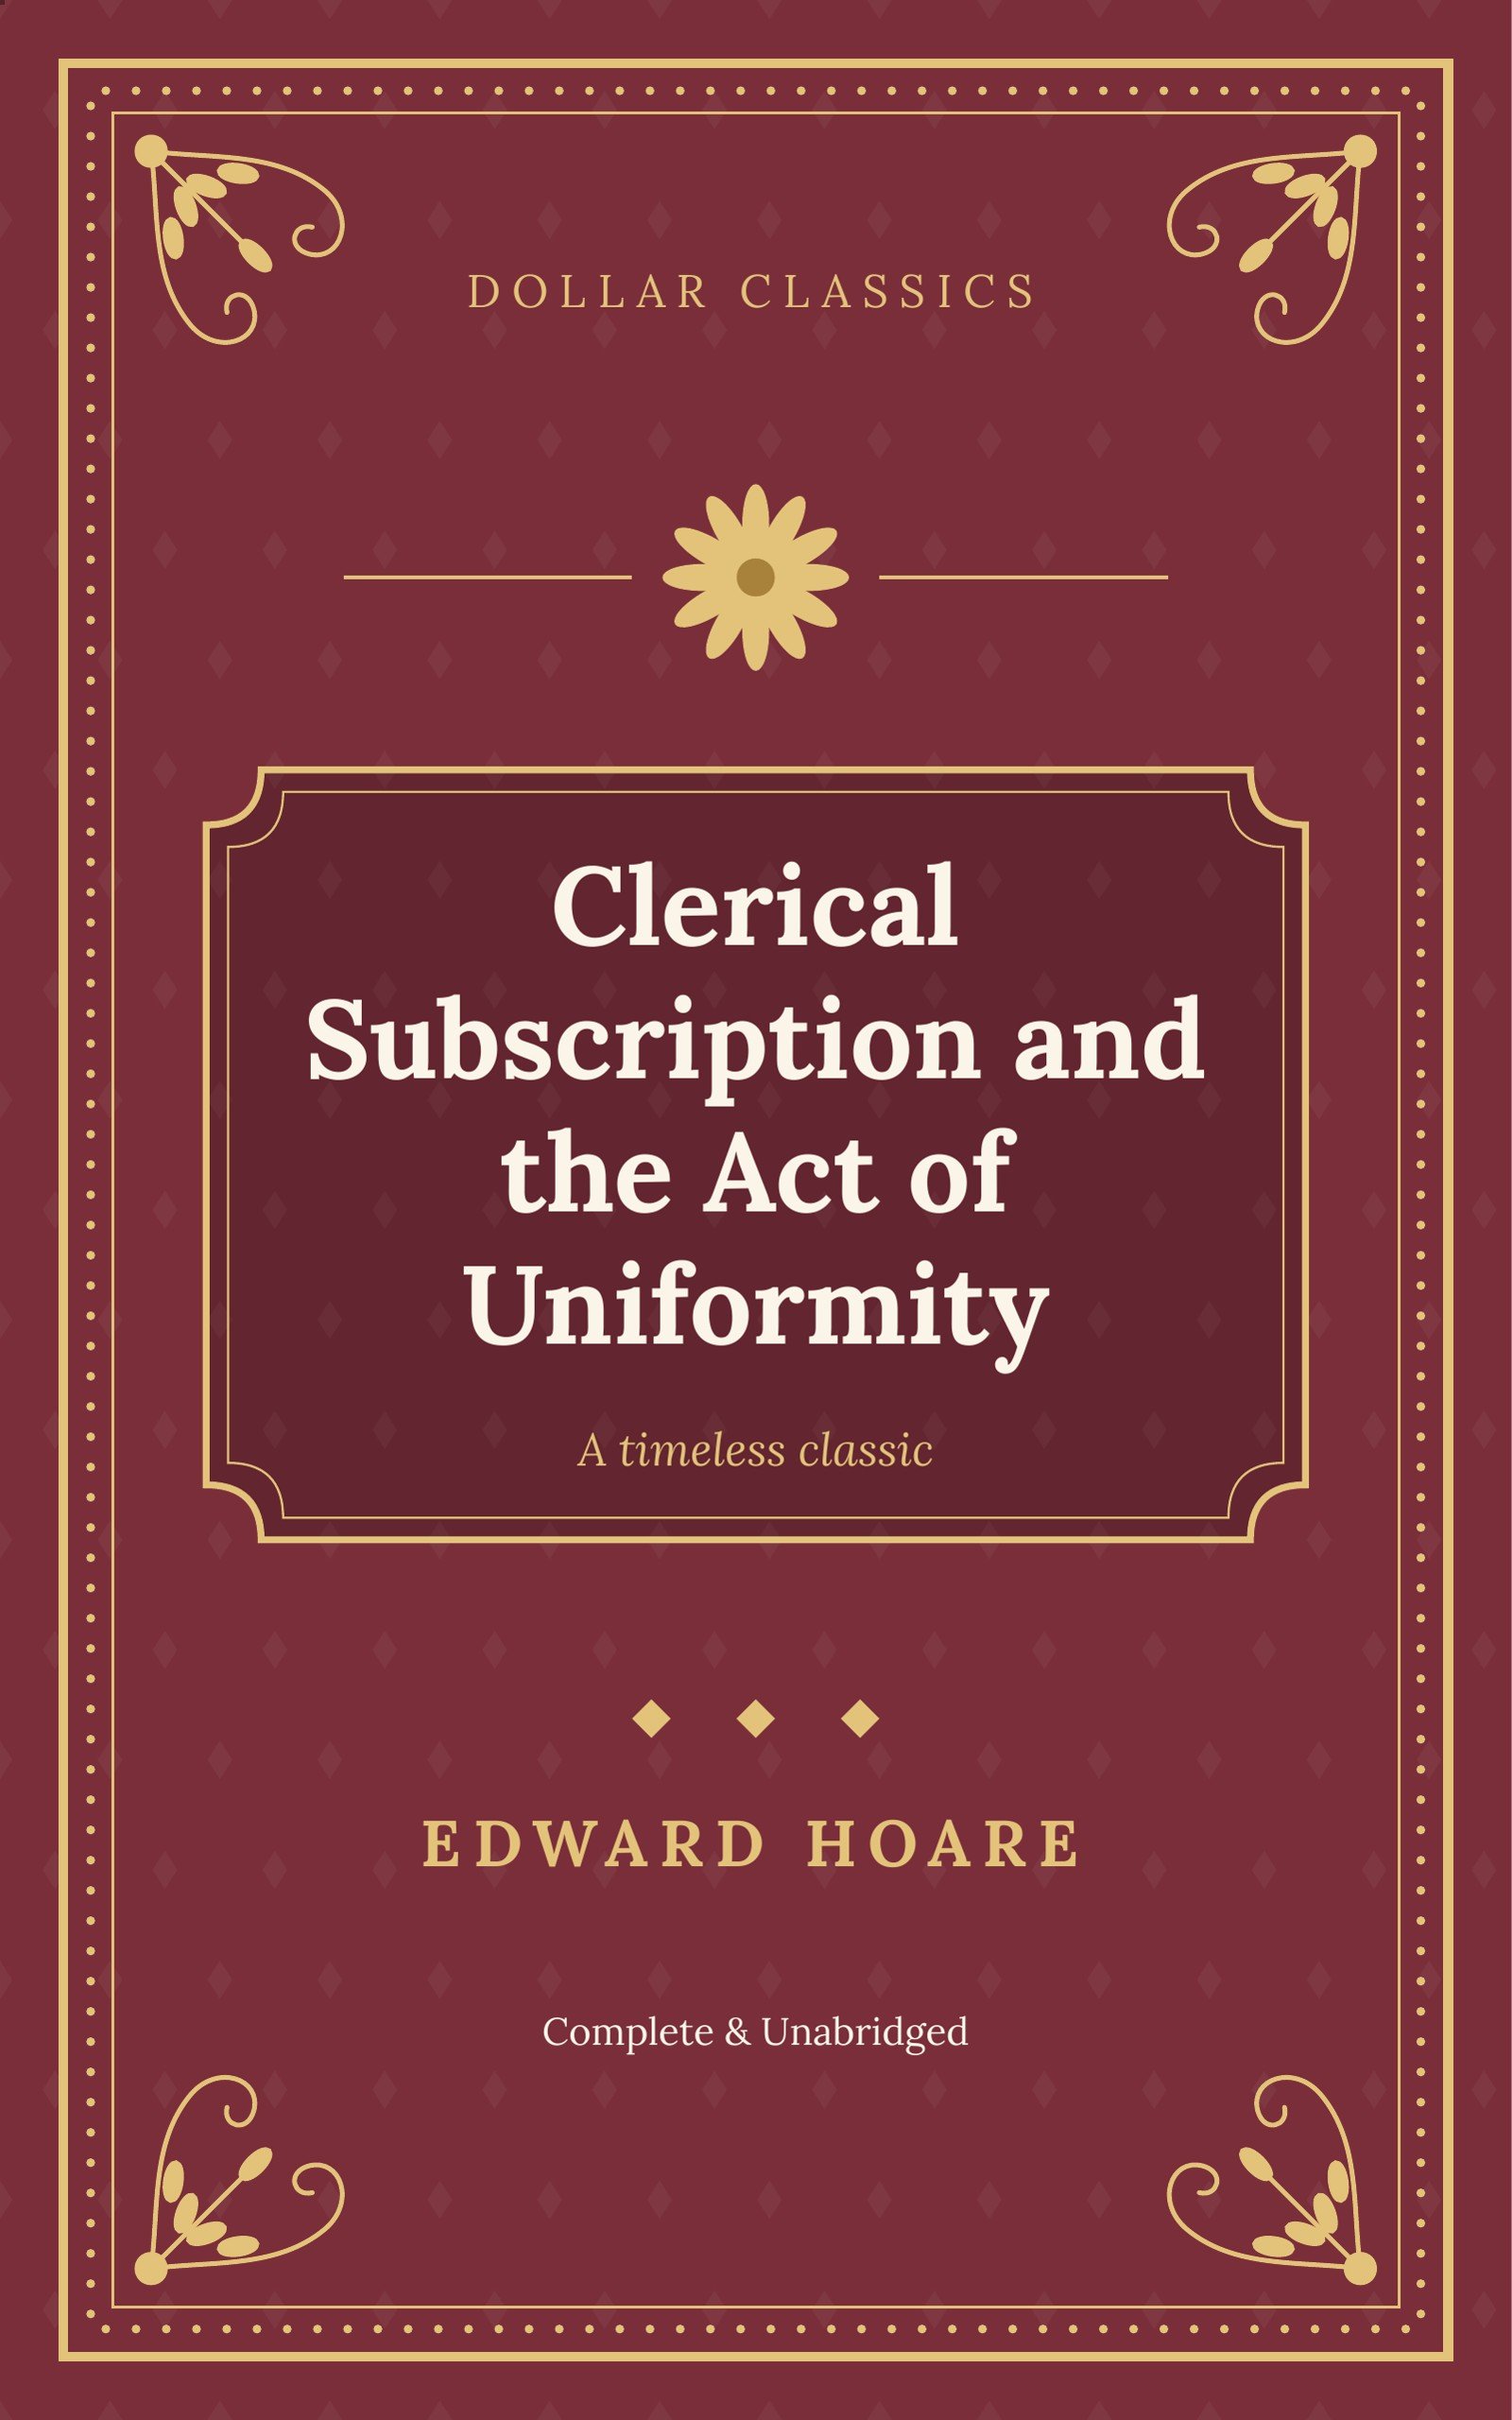 DOLLAR CLASSICS
Clerical
Subscription and
the Act of
Uniformity
A timeless classic
EDWARD HOARE
Complete & Unabridged